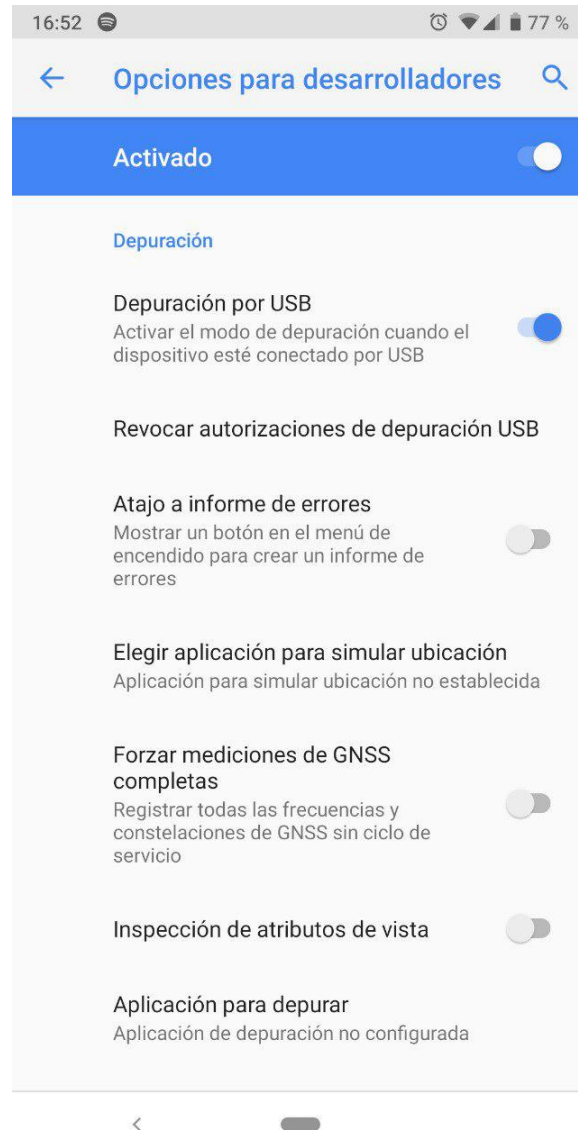 16:52 77 %
Opciones para desarrolladores
Activado
Depuración
Depuración por USB
Activar el modo de depuración cuando el
dispositivo esté conectado por USB
Revocar autorizaciones de depuración USB
Atajo a informe de errores
Mostrar un botón en el menú de
encendido para crear un informe de
errores
Elegir aplicación para simular ubicación
Aplicación para simular ubicación no establecida
Forzar mediciones de GNSS
completas
Registrar todas las frecuencias y
constelaciones de GNSS sin ciclo de
servicio
Inspección de atributos de vista
Aplicación para depurar
Aplicación de depuración no configurada